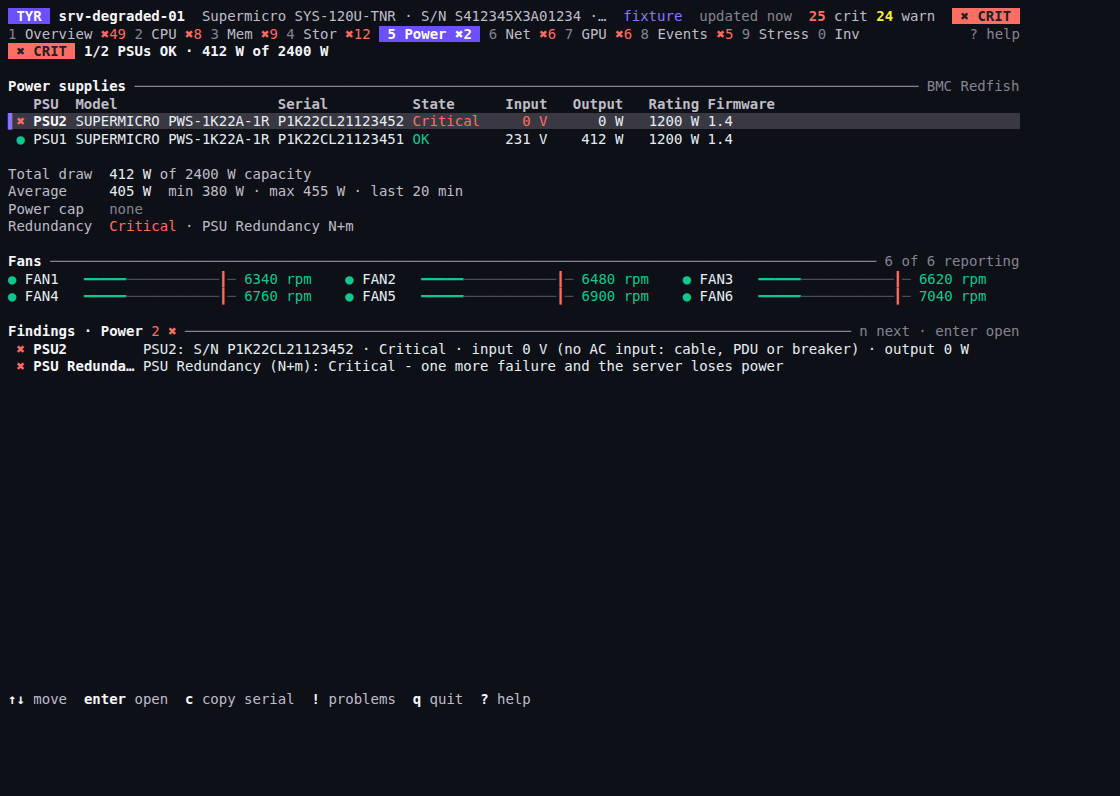 TYR srv-degraded-01 Supermicro SYS-120U-TNR · S/N S412345X3A01234 ·… fixture updated now 25 crit 24 warn ✖ CRIT
1 Overview ✖49 2 CPU ✖8 3 Mem ✖9 4 Stor ✖12 5 Power ✖2 6 Net ✖6 7 GPU ✖6 8 Events ✖5 9 Stress 0 Inv ? help
✖ CRIT 1/2 PSUs OK · 412 W of 2400 W
Power supplies BMC Redfish
PSU Model Serial State Input Output Rating Firmware
✖ PSU2 SUPERMICRO PWS-1K22A-1R P1K22CL21123452 Critical 0 V 0 W 1200 W 1.4
● PSU1 SUPERMICRO PWS-1K22A-1R P1K22CL21123451 OK 231 V 412 W 1200 W 1.4
Total draw 412 W of 2400 W capacity
Average 405 W min 380 W · max 455 W · last 20 min
Power cap none
Redundancy Critical · PSU Redundancy N+m
Fans 6 of 6 reporting
● FAN1 6340 rpm ● FAN2 6480 rpm ● FAN3 6620 rpm
● FAN4 6760 rpm ● FAN5 6900 rpm ● FAN6 7040 rpm
Findings · Power 2 ✖ n next · enter open
✖ PSU2 PSU2: S/N P1K22CL21123452 · Critical · input 0 V (no AC input: cable, PDU or breaker) · output 0 W
✖ PSU Redunda… PSU Redundancy (N+m): Critical - one more failure and the server loses power
↑↓ move enter open c copy serial ! problems q quit ? help